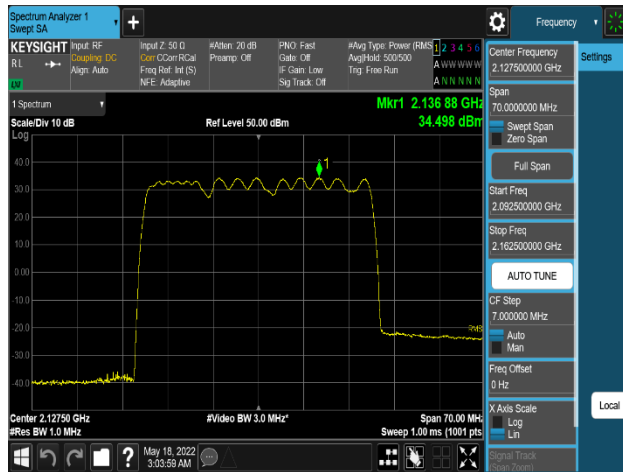 Spectrum Analyzer 1
Swept SA
+
Frequency
KEYSIGHT
RL
Input: RF
Coupling: DC
Align: Auto
Input Z: 50 Ω
Corr CCorr RCal
Freq Ref: Int (S)
NFE: Adaptive
#Atten: 20 dB
Preamp: Off
PNO: Fast
Gate: Off
IF Gain: Low
Sig Track: Off
#Avg Type: Power (RMS
Avg|Hold: 500/500
Trig: Free Run
1 2 3 4 5 6
A W W W W W
A N N N N N
1 Spectrum
Scale/Div 10 dB
Log
Ref Level 50.00 dBm
Mkr1 2.136 88 GHz
34.498 dBm
1
40.0
30.0
20.0
10.0
0.00
-10.0
-20.0
-30.0
-40.0
RMS
Center 2.12750 GHz
#Res BW 1.0 MHz
#Video BW 3.0 MHz*
Span 70.00 MHz
Sweep 1.00 ms (1001 pts
?
May 18, 2022
3:03:59 AM
Center Frequency
2.127500000 GHz
Span
70.0000000 MHz
Swept Span
Zero Span
Full Span
Start Freq
2.092500000 GHz
Stop Freq
2.162500000 GHz
AUTO TUNE
CF Step
7.000000 MHz
Auto
Man
Freq Offset
0 Hz
X Axis Scale
Log
Lin
Signal Track
(Span Zoom)
Settings
Local